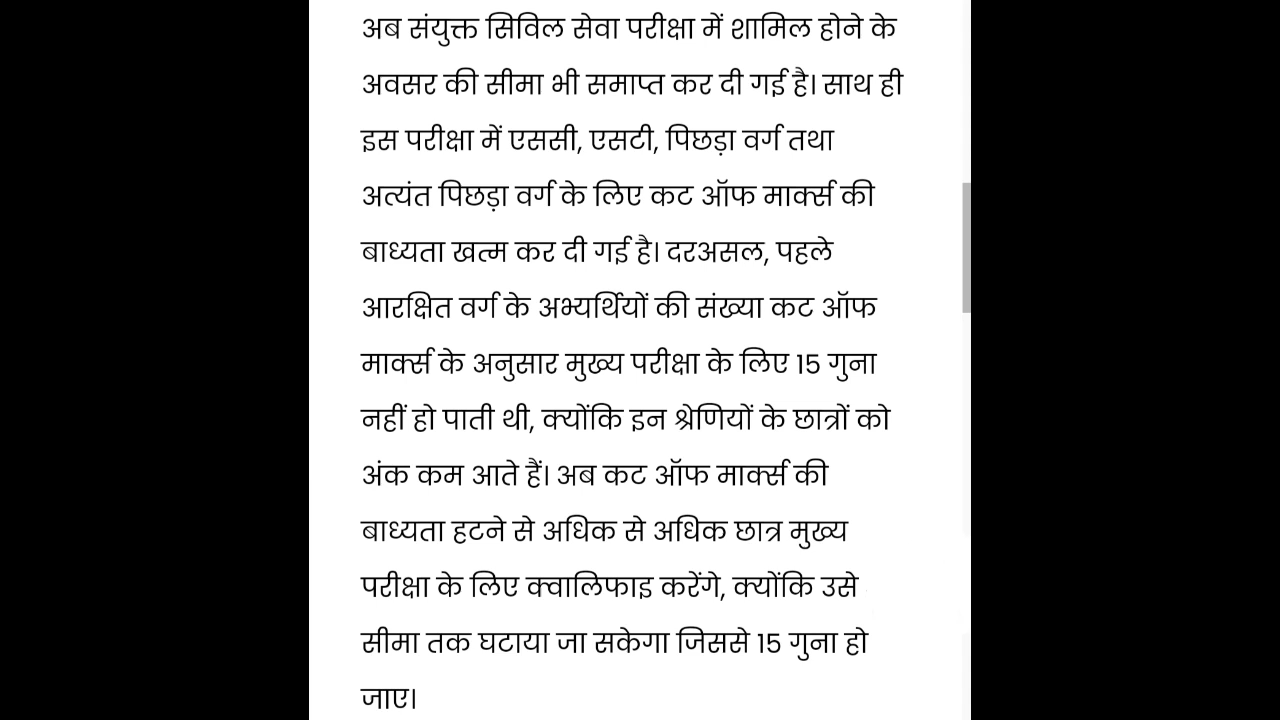 अब संयुक्त सिविल सेवा परीक्षा में शामिल होने के
अवसर की सीमा भी समाप्त कर दी गई है। साथ ही
इस परीक्षा में एससी, एसटी, पिछड़ा वर्ग तथा
अत्यंत पिछड़ा वर्ग के लिए कट ऑफ मार्क्स की
बाध्यता खत्म कर दी गई है। दरअसल, पहले
आरक्षित वर्ग के अभ्यर्थियों की संख्या कट ऑफ
मार्क्स के अनुसार मुख्य परीक्षा के लिए 15 गुना
नहीं हो पाती थी, क्योंकि इन श्रेणियों के छात्रों को
अंक कम आते हैं। अब कट ऑफ मार्क्स की
बाध्यता हटने से अधिक से अधिक छात्र मुख्य
परीक्षा के लिए क्वालिफाइ करेंगे, क्योंकि उसे
सीमा तक घटाया जा सकेगा जिससे 15 गुना हो
जाए।